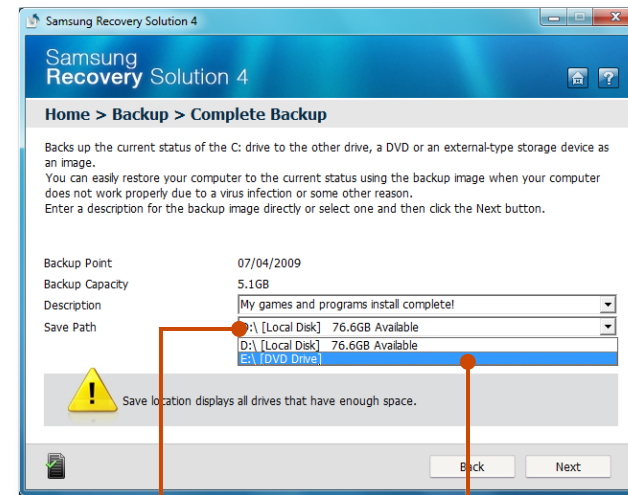 Samsung Recovery Solution 4
Samsung
Recovery Solution 4
Home > Backup > Complete Backup
Backs up the current status of the C: drive to the other drive, a DVD or an external-type storage device as
an image.
You can easily restore your computer to the current status using the backup image when your computer
does not work properly due to a virus infection or some other reason.
Enter a description for the backup image directly or select one and then click the Next button.
Backup Point 07/04/2009
Backup Capacity 5.1GB
Description My games and programs install complete!
Save Path D:\ [Local Disk] 76.6GB Available
D:\ [Local Disk] 76.6GB Available
E:\ [DVD Drive]
Save location displays all drives that have enough space.
Back Next